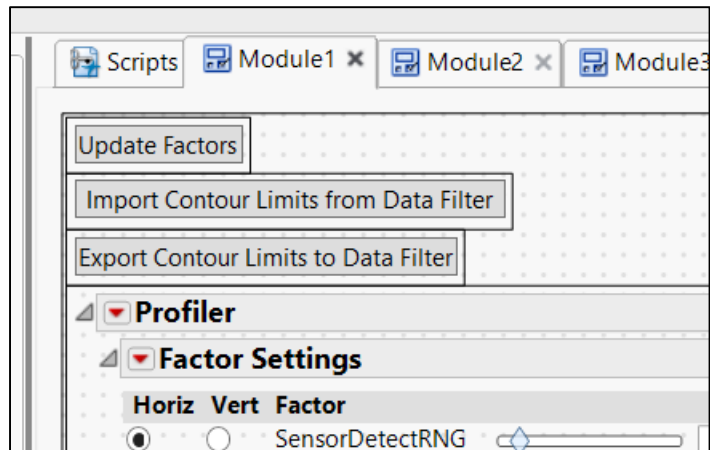 Scripts Module1 Module2 Module3
Update Factors
Import Contour Limits from Data Filter
Export Contour Limits to Data Filter
Profiler
Factor Settings
Horiz Vert Factor
SensorDetectRNG